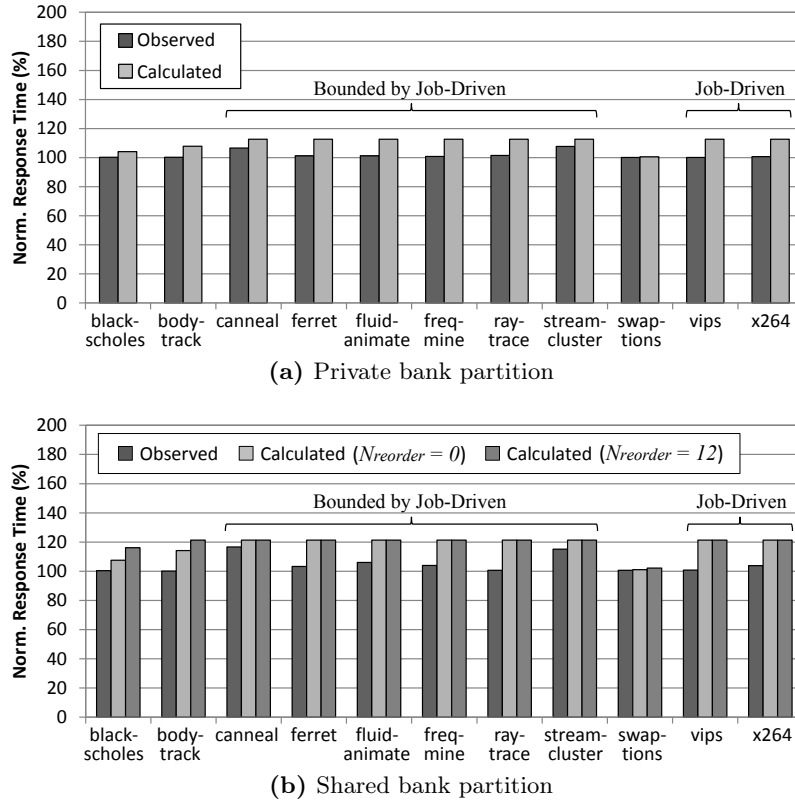 200
180
160
140
120
100
80
60
40
20
0
Norm. Response Time (%)
Observed
Calculated
Bounded by Job-Driven
Job-Driven
black-
scholes
body-
track
canneal
ferret
fluid-
animate
freq-
mine
ray-
trace
stream-
cluster
swap-
tions
vips
x264
(a) Private bank partition
200
180
160
140
120
100
80
60
40
20
0
Norm. Response Time (%)
Observed
Calculated (Nreorder = 0)
Calculated (Nreorder = 12)
Bounded by Job-Driven
Job-Driven
black-
scholes
body-
track
canneal
ferret
fluid-
animate
freq-
mine
ray-
trace
stream-
cluster
swap-
tions
vips
x264
(b) Shared bank partition